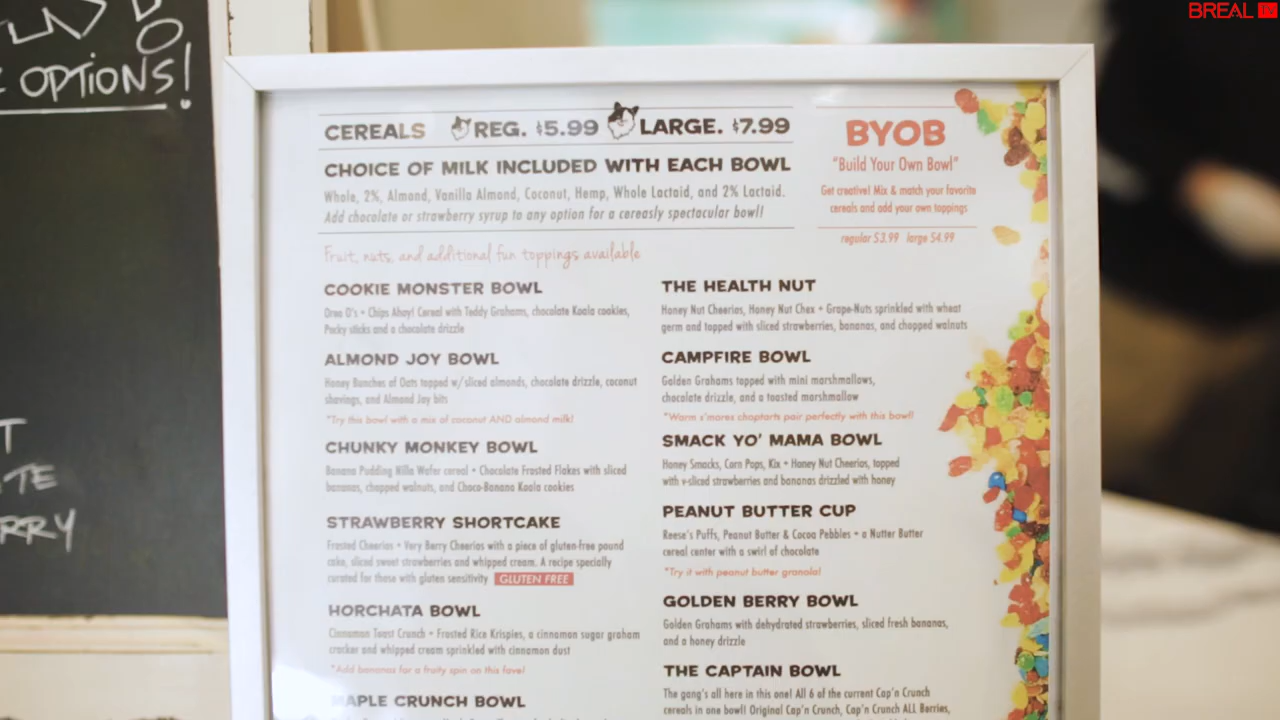 BREAL TV
OPTIONS!
T
TE
RRY
CEREALS REG. $5.99 LARGE. $7.99
CHOICE OF MILK INCLUDED WITH EACH BOWL
Whole, 2%, Almond, Vanilla Almond, Coconut, Hemp, Whole Lactaid, and 2% Lactaid.
Add chocolate or strawberry syrup to any option for a cereasly spectacular bowl!
Fruit, nuts, and additional fun toppings available
BYOB
"Build Your Own Bowl"
Get creative! Mix & match your favorite
cereals and add your own toppings
regular $3.99 large $4.99
COOKIE MONSTER BOWL
Oreo O's + Chips Ahoy! Cereal with Teddy Grahams, chocolate Koala cookies,
Pocky sticks and a chocolate drizzle
ALMOND JOY BOWL
Honey Bunches of Oats topped w/sliced almonds, chocolate drizzle, coconut
shavings, and Almond Joy bits
*Try this bowl with a mix of coconut AND almond milk!
CHUNKY MONKEY BOWL
Banana Pudding Nilla Wafer cereal + Chocolate Frosted Flakes with sliced
bananas, chopped walnuts, and Choco-Banana Koala cookies
STRAWBERRY SHORTCAKE
Frosted Cheerios + Very Berry Cheerios with a piece of gluten-free pound
cake, sliced sweet strawberries and whipped cream. A recipe specially
curated for those with gluten sensitivity GLUTEN FREE
HORCHATA BOWL
Cinnamon Toast Crunch + Frosted Rice Krispies, a cinnamon sugar graham
cracker and whipped cream sprinkled with cinnamon dust
*Add bananas for a fruity spin on this fave!
MAPLE CRUNCH BOWL
THE HEALTH NUT
Honey Nut Cheerios, Honey Nut Chex + Grape-Nuts sprinkled with wheat
germ and topped with sliced strawberries, bananas, and chopped walnuts
CAMPFIRE BOWL
Golden Grahams topped with mini marshmallows,
chocolate drizzle, and a toasted marshmallow
*Warm s'mores choptarts pair perfectly with this bowl!
SMACK YO' MAMA BOWL
Honey Smacks, Corn Pops, Kix + Honey Nut Cheerios, topped
with v-sliced strawberries and bananas drizzled with honey
PEANUT BUTTER CUP
Reese's Puffs, Peanut Butter & Cocoa Pebbles + a Nutter Butter
cereal center with a swirl of chocolate
*Try it with peanut butter granola!
GOLDEN BERRY BOWL
Golden Grahams with dehydrated strawberries, sliced fresh bananas,
and a honey drizzle
THE CAPTAIN BOWL
The gang's all here in this one! All 6 of the current Cap'n Crunch
cereals in one bowl! Original Cap'n Crunch, Cap'n Crunch ALL Berries,